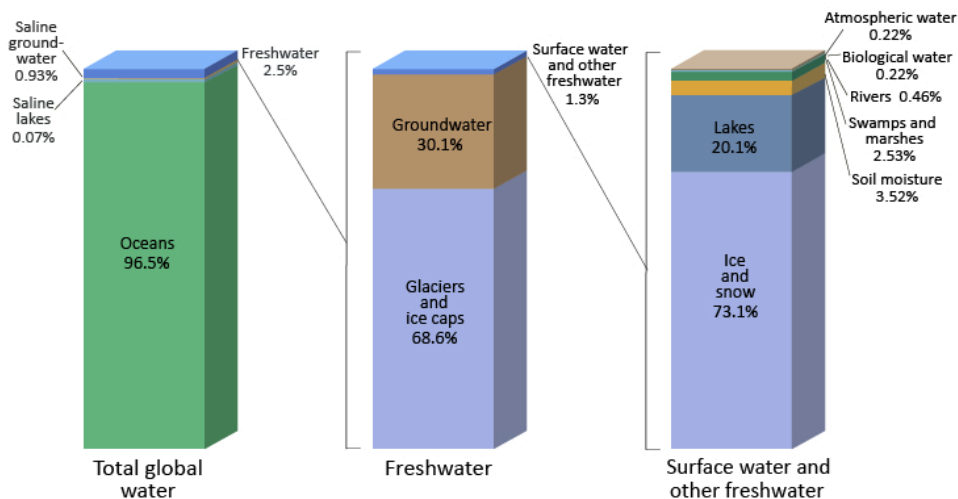 Saline
ground-
water
0.93%
Saline
lakes
0.07%
Freshwater
2.5%
Oceans
96.5%
Total global
water
Surface water
and other
freshwater
1.3%
Groundwater
30.1%
Glaciers
and
ice caps
68.6%
Freshwater
Atmospheric water
0.22%
Biological water
0.22%
Rivers 0.46%
Swamps and
marshes
2.53%
Soil moisture
3.52%
Lakes
20.1%
Ice
and
snow
73.1%
Surface water and
other freshwater